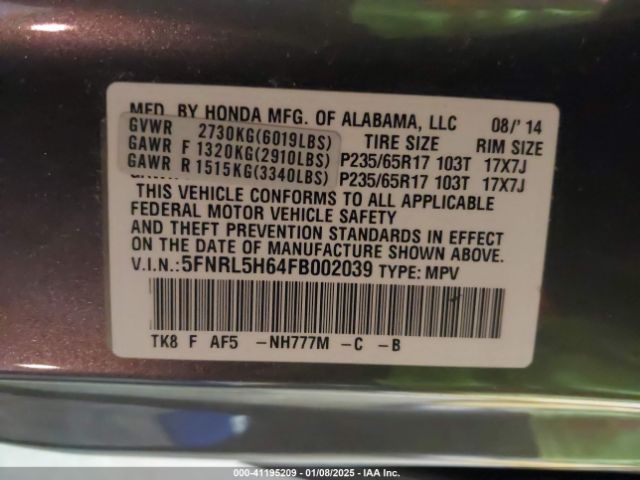 MFD. BY HONDA MFG. OF ALABAMA, LLC 08/' 14
GVWR 2730KG(6019LBS) TIRE SIZE RIM SIZE
GAWR F 1320KG(2910LBS) P235/65R17 103T 17X7J
GAWR R 1515KG(3340LBS) P235/65R17 103T 17X7J
THIS VEHICLE CONFORMS TO ALL APPLICABLE
FEDERAL MOTOR VEHICLE SAFETY
AND THEFT PREVENTION STANDARDS IN EFFECT
ON THE DATE OF MANUFACTURE SHOWN ABOVE.
V.I.N.:5FNRL5H64FB002039 TYPE: MPV
TK8 F AF5 -NH777M -C -B
000-41195209 - 01/08/2025 - IAA Inc.